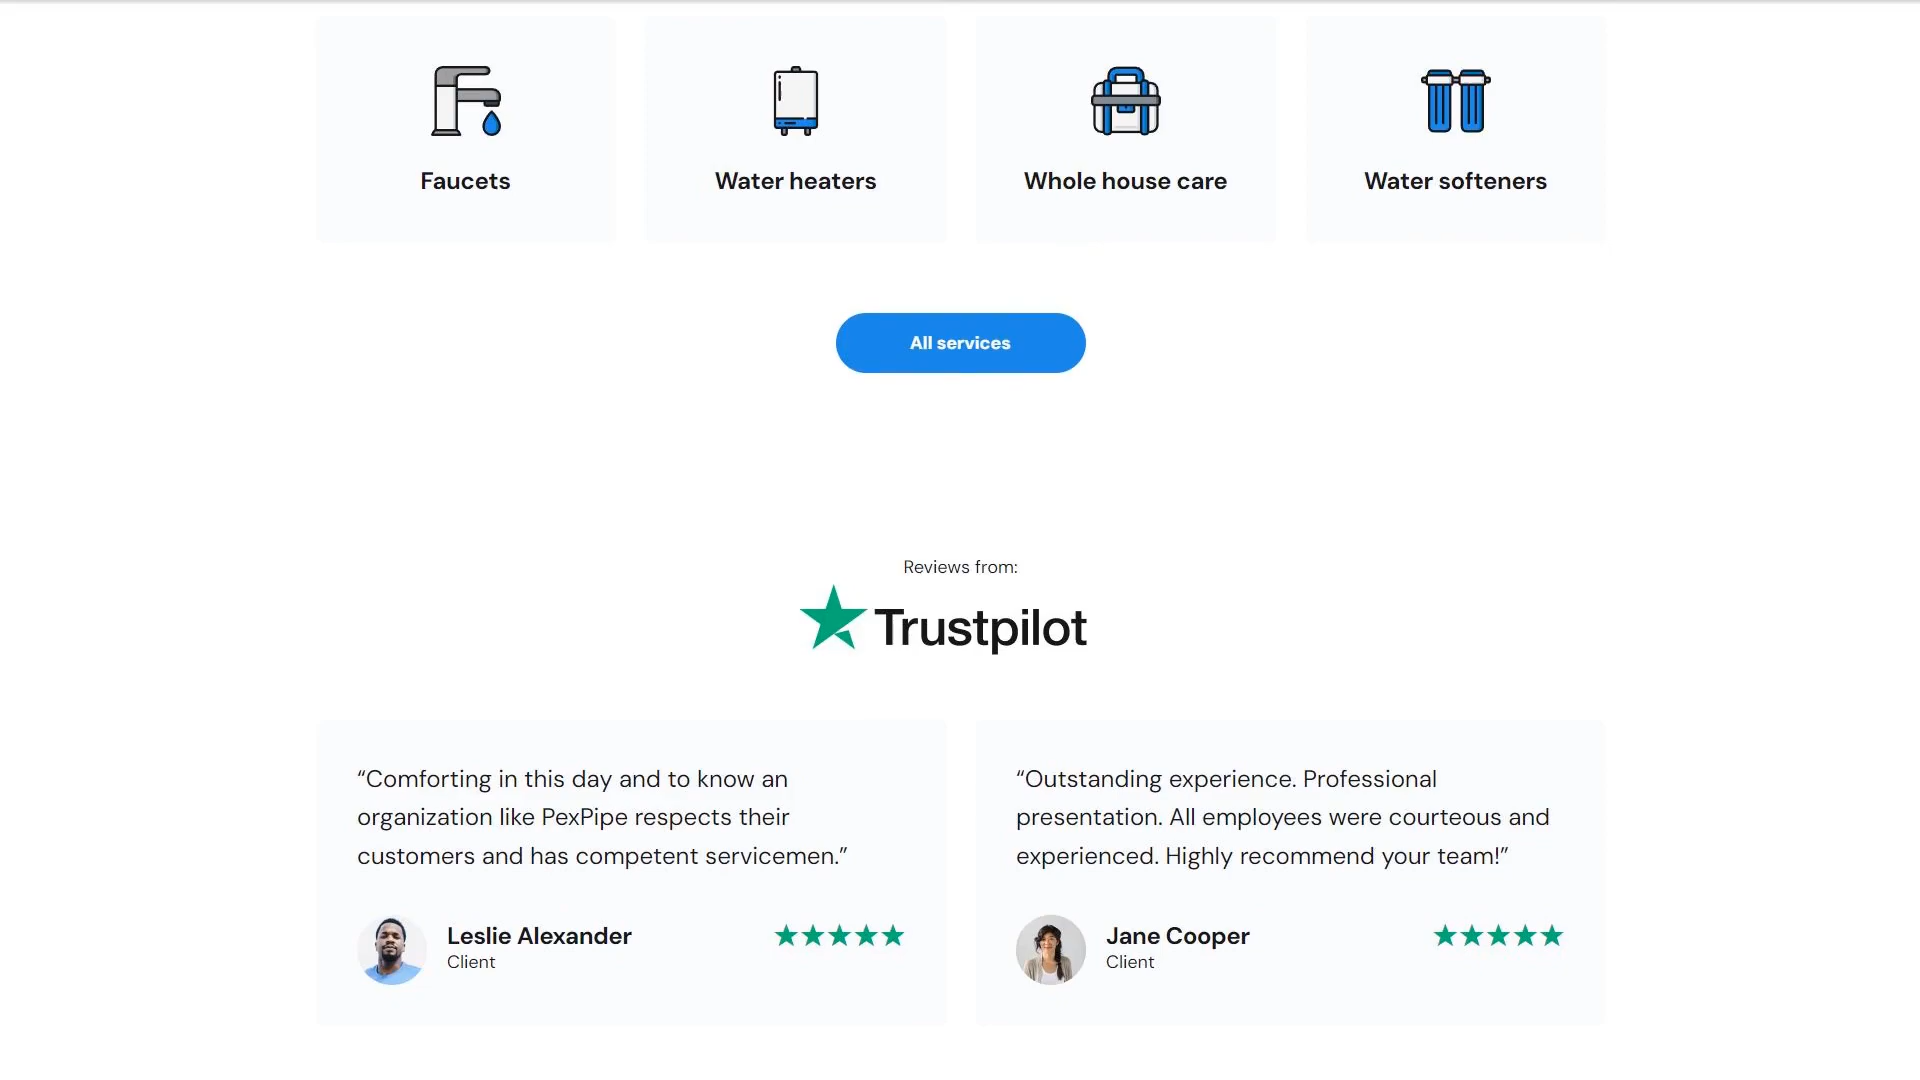 Faucets
Water heaters
Whole house care
Water softeners
All services
Reviews from:
Trustpilot
“Comforting in this day and to know an
organization like PexPipe respects their
customers and has competent servicemen.”
Leslie Alexander
Client
“Outstanding experience. Professional
presentation. All employees were courteous and
experienced. Highly recommend your team!”
Jane Cooper
Client